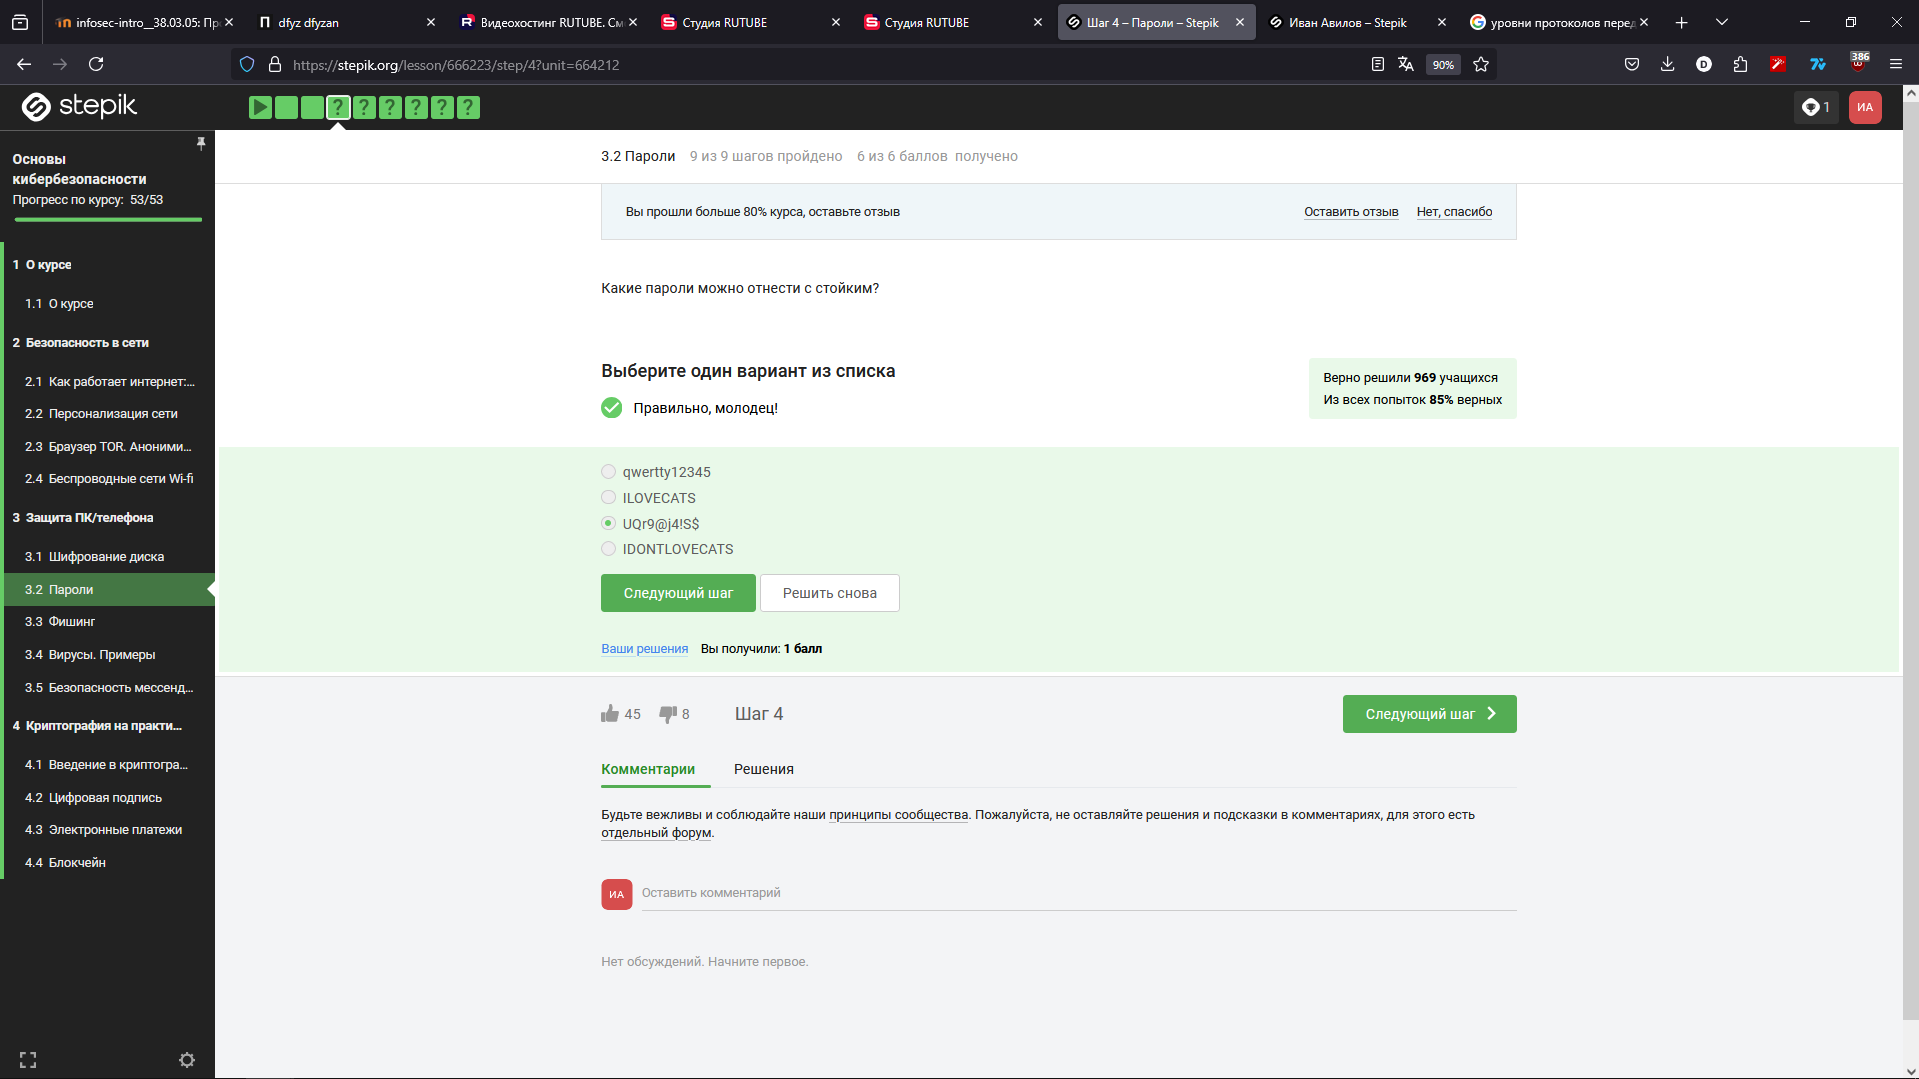 infosec-intro__38.03.05: Пр
dfyz dfyzan
Видеохостинг RUTUBE. См
Студия RUTUBE
Студия RUTUBE
Шаг 4 – Пароли – Stepik
Иван Авилов – Stepik
уровни протоколов перед
https://stepik.org/lesson/666223/step/4?unit=664212
90%
386
stepik
1
ИА
Основы
кибербезопасности
Прогресс по курсу: 53/53
1 О курсе
1.1 О курсе
2 Безопасность в сети
2.1 Как работает интернет:...
2.2 Персонализация сети
2.3 Браузер TOR. Аноними...
2.4 Беспроводные сети Wi-fi
3 Защита ПК/телефона
3.1 Шифрование диска
3.2 Пароли
3.3 Фишинг
3.4 Вирусы. Примеры
3.5 Безопасность мессенд...
4 Криптография на практи...
4.1 Введение в криптогра...
4.2 Цифровая подпись
4.3 Электронные платежи
4.4 Блокчейн
3.2 Пароли 9 из 9 шагов пройдено 6 из 6 баллов получено
Вы прошли больше 80% курса, оставьте отзыв
Оставить отзыв Нет, спасибо
Какие пароли можно отнести с стойким?
Выберите один вариант из списка
Правильно, молодец!
Верно решили 969 учащихся
Из всех попыток 85% верных
qwertty12345
ILOVECATS
UQr9@j4!S$
IDONTLOVECATS
Следующий шаг Решить снова
Ваши решения Вы получили: 1 балл
45 8 Шаг 4
Следующий шаг
Комментарии Решения
Будьте вежливы и соблюдайте наши принципы сообщества. Пожалуйста, не оставляйте решения и подсказки в комментариях, для этого есть
отдельный форум.
ИА Оставить комментарий
Нет обсуждений. Начните первое.